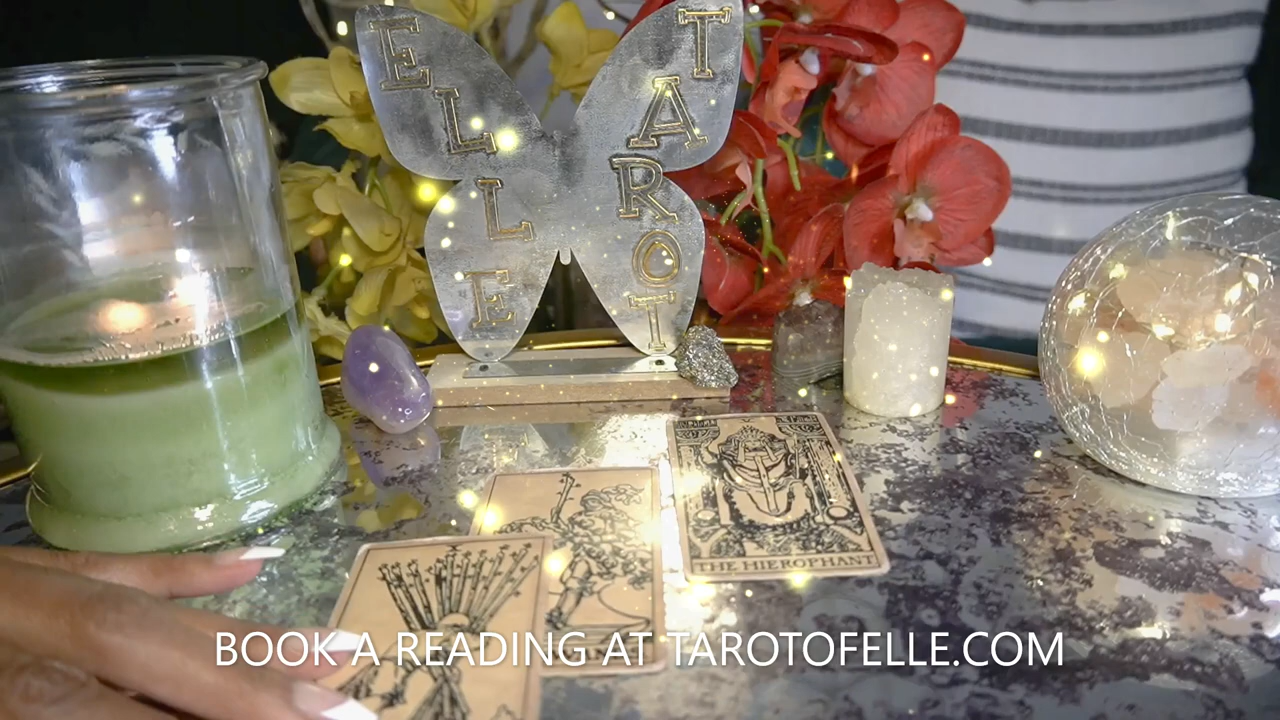 ELLE
TAROT
X
V
THE HIEROPHANT
BOOK A READING AT TAROTOFELLE.COM